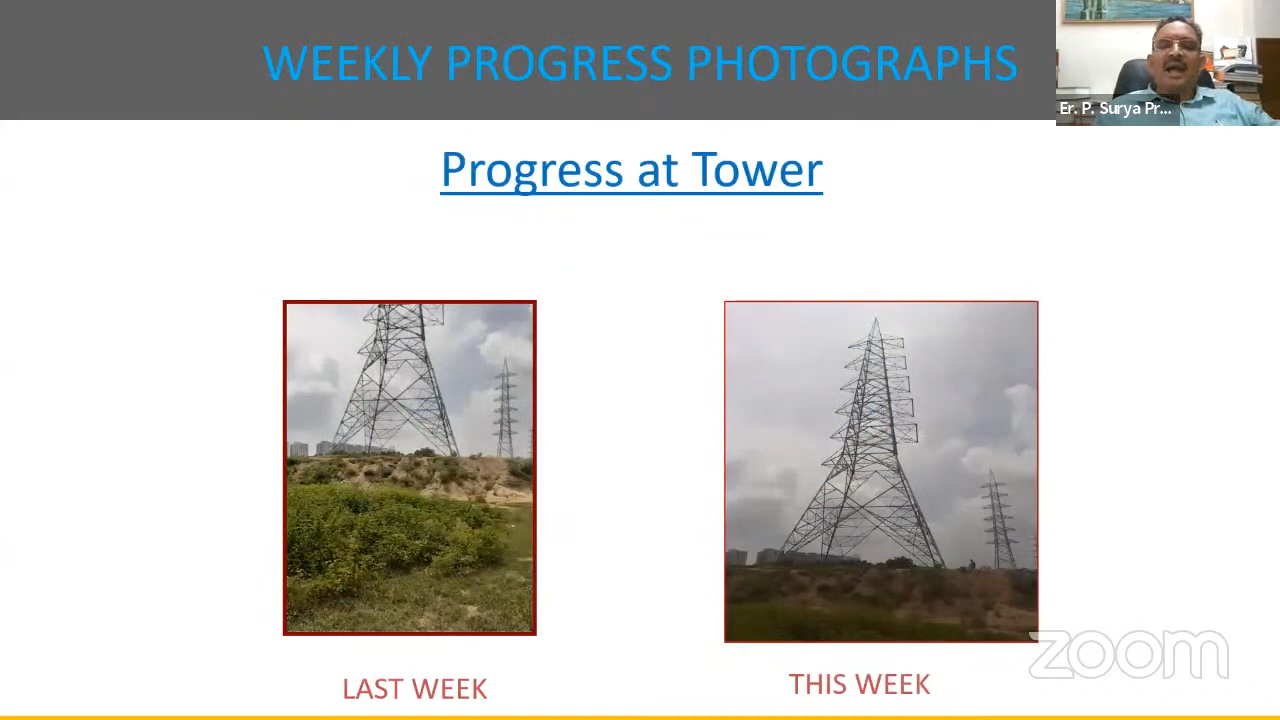 WEEKLY PROGRESS PHOTOGRAPHS
Er. P. Surya Pr...
Progress at Tower
LAST WEEK
THIS WEEK
zoom